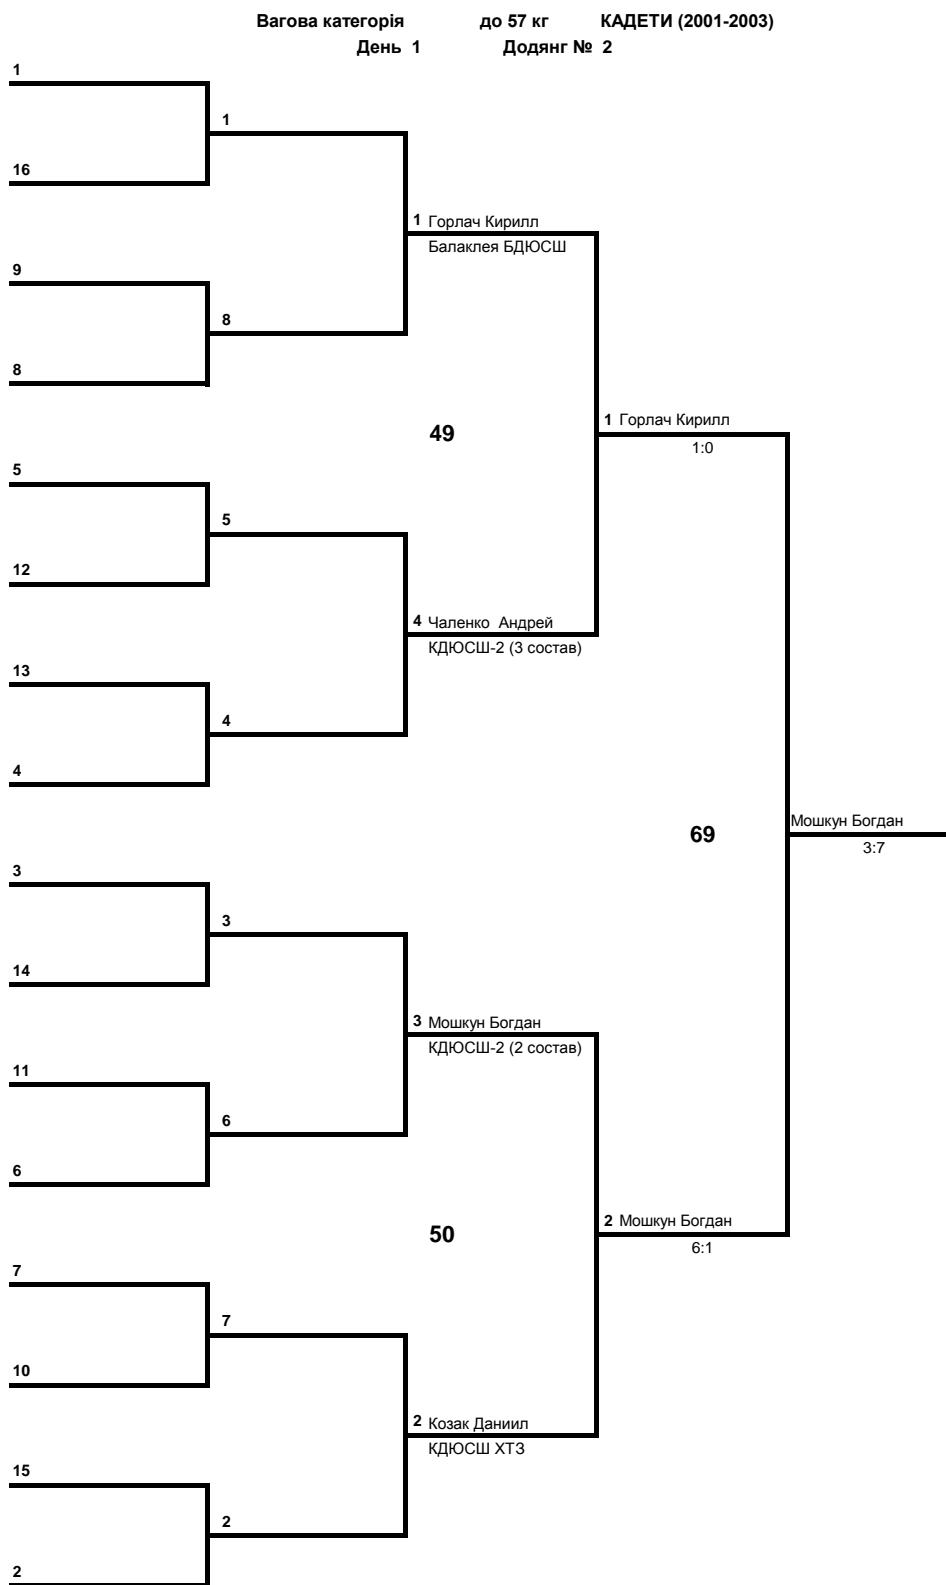 Вагова категорія до 57 кг КАДЕТИ (2001-2003)
День 1 Додянг № 2
1
1
16
1 Горлач Кирилл
Балаклея БДЮСШ
9
8
8
1 Горлач Кирилл
49
1:0
5
5
12
4 Чаленко Андрей
КДЮСШ-2 (3 состав)
13
4
4
Мошкун Богдан
69
3:7
3
3
14
3 Мошкун Богдан
КДЮСШ-2 (2 состав)
11
6
6
2 Мошкун Богдан
50
6:1
7
7
10
2 Козак Даниил
КДЮСШ ХТЗ
15
2
2